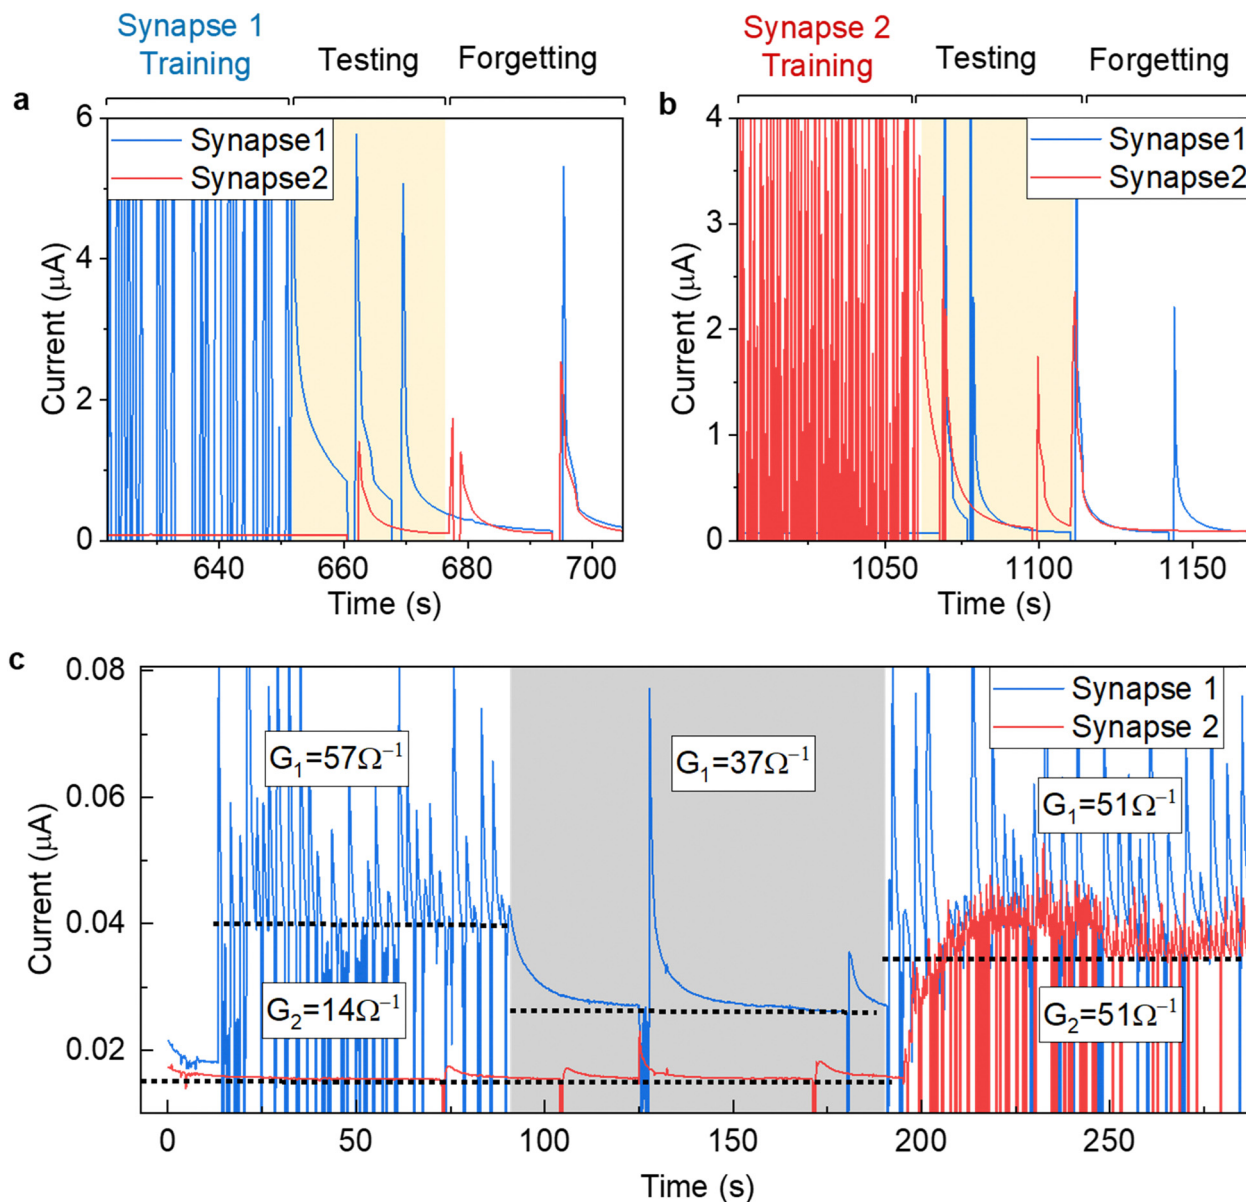 Synapse 1
Training
Testing
Forgetting
Synapse 2
Training
Testing
Forgetting
a
Current (μA)
6
4
2
0
Synapse1
Synapse2
640
660
680
700
Time (s)
b
Current (μA)
4
3
2
1
0
Synapse1
Synapse2
1050
1100
1150
Time (s)
c
Current (μA)
0.08
0.06
0.04
0.02
Synapse 1
Synapse 2
G₁=57Ω⁻¹
G₁=37Ω⁻¹
G₁=51Ω⁻¹
G₂=14Ω⁻¹
G₂=51Ω⁻¹
0
50
100
150
200
250
Time (s)